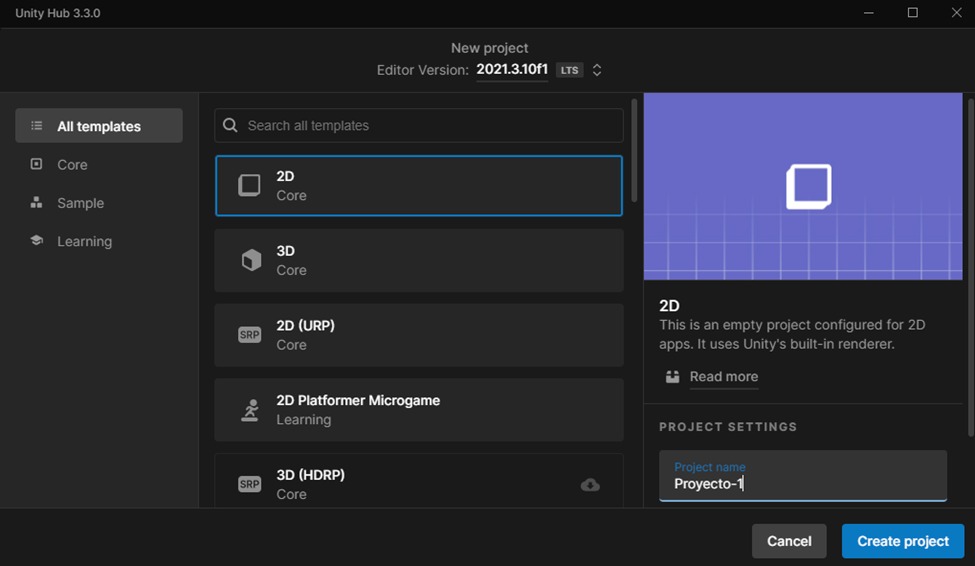 Unity Hub 3.3.0
New project
Editor Version: 2021.3.10f1 LTS
All templates
Core
Sample
Learning
Search all templates
2D
Core
3D
Core
SRP
2D (URP)
Core
2D Platformer Microgame
Learning
SRP
3D (HDRP)
Core
2D
This is an empty project configured for 2D
apps. It uses Unity's built-in renderer.
Read more
PROJECT SETTINGS
Project name
Proyecto-1
Cancel
Create project